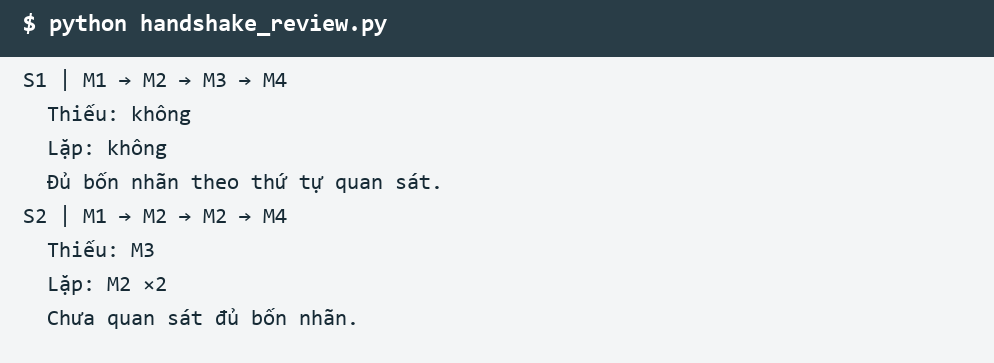 $ python handshake_review.py
S1 | M1 → M2 → M3 → M4
Thiếu: không
Lặp: không
Đủ bốn nhãn theo thứ tự quan sát.
S2 | M1 → M2 → M2 → M4
Thiếu: M3
Lặp: M2 ×2
Chưa quan sát đủ bốn nhãn.